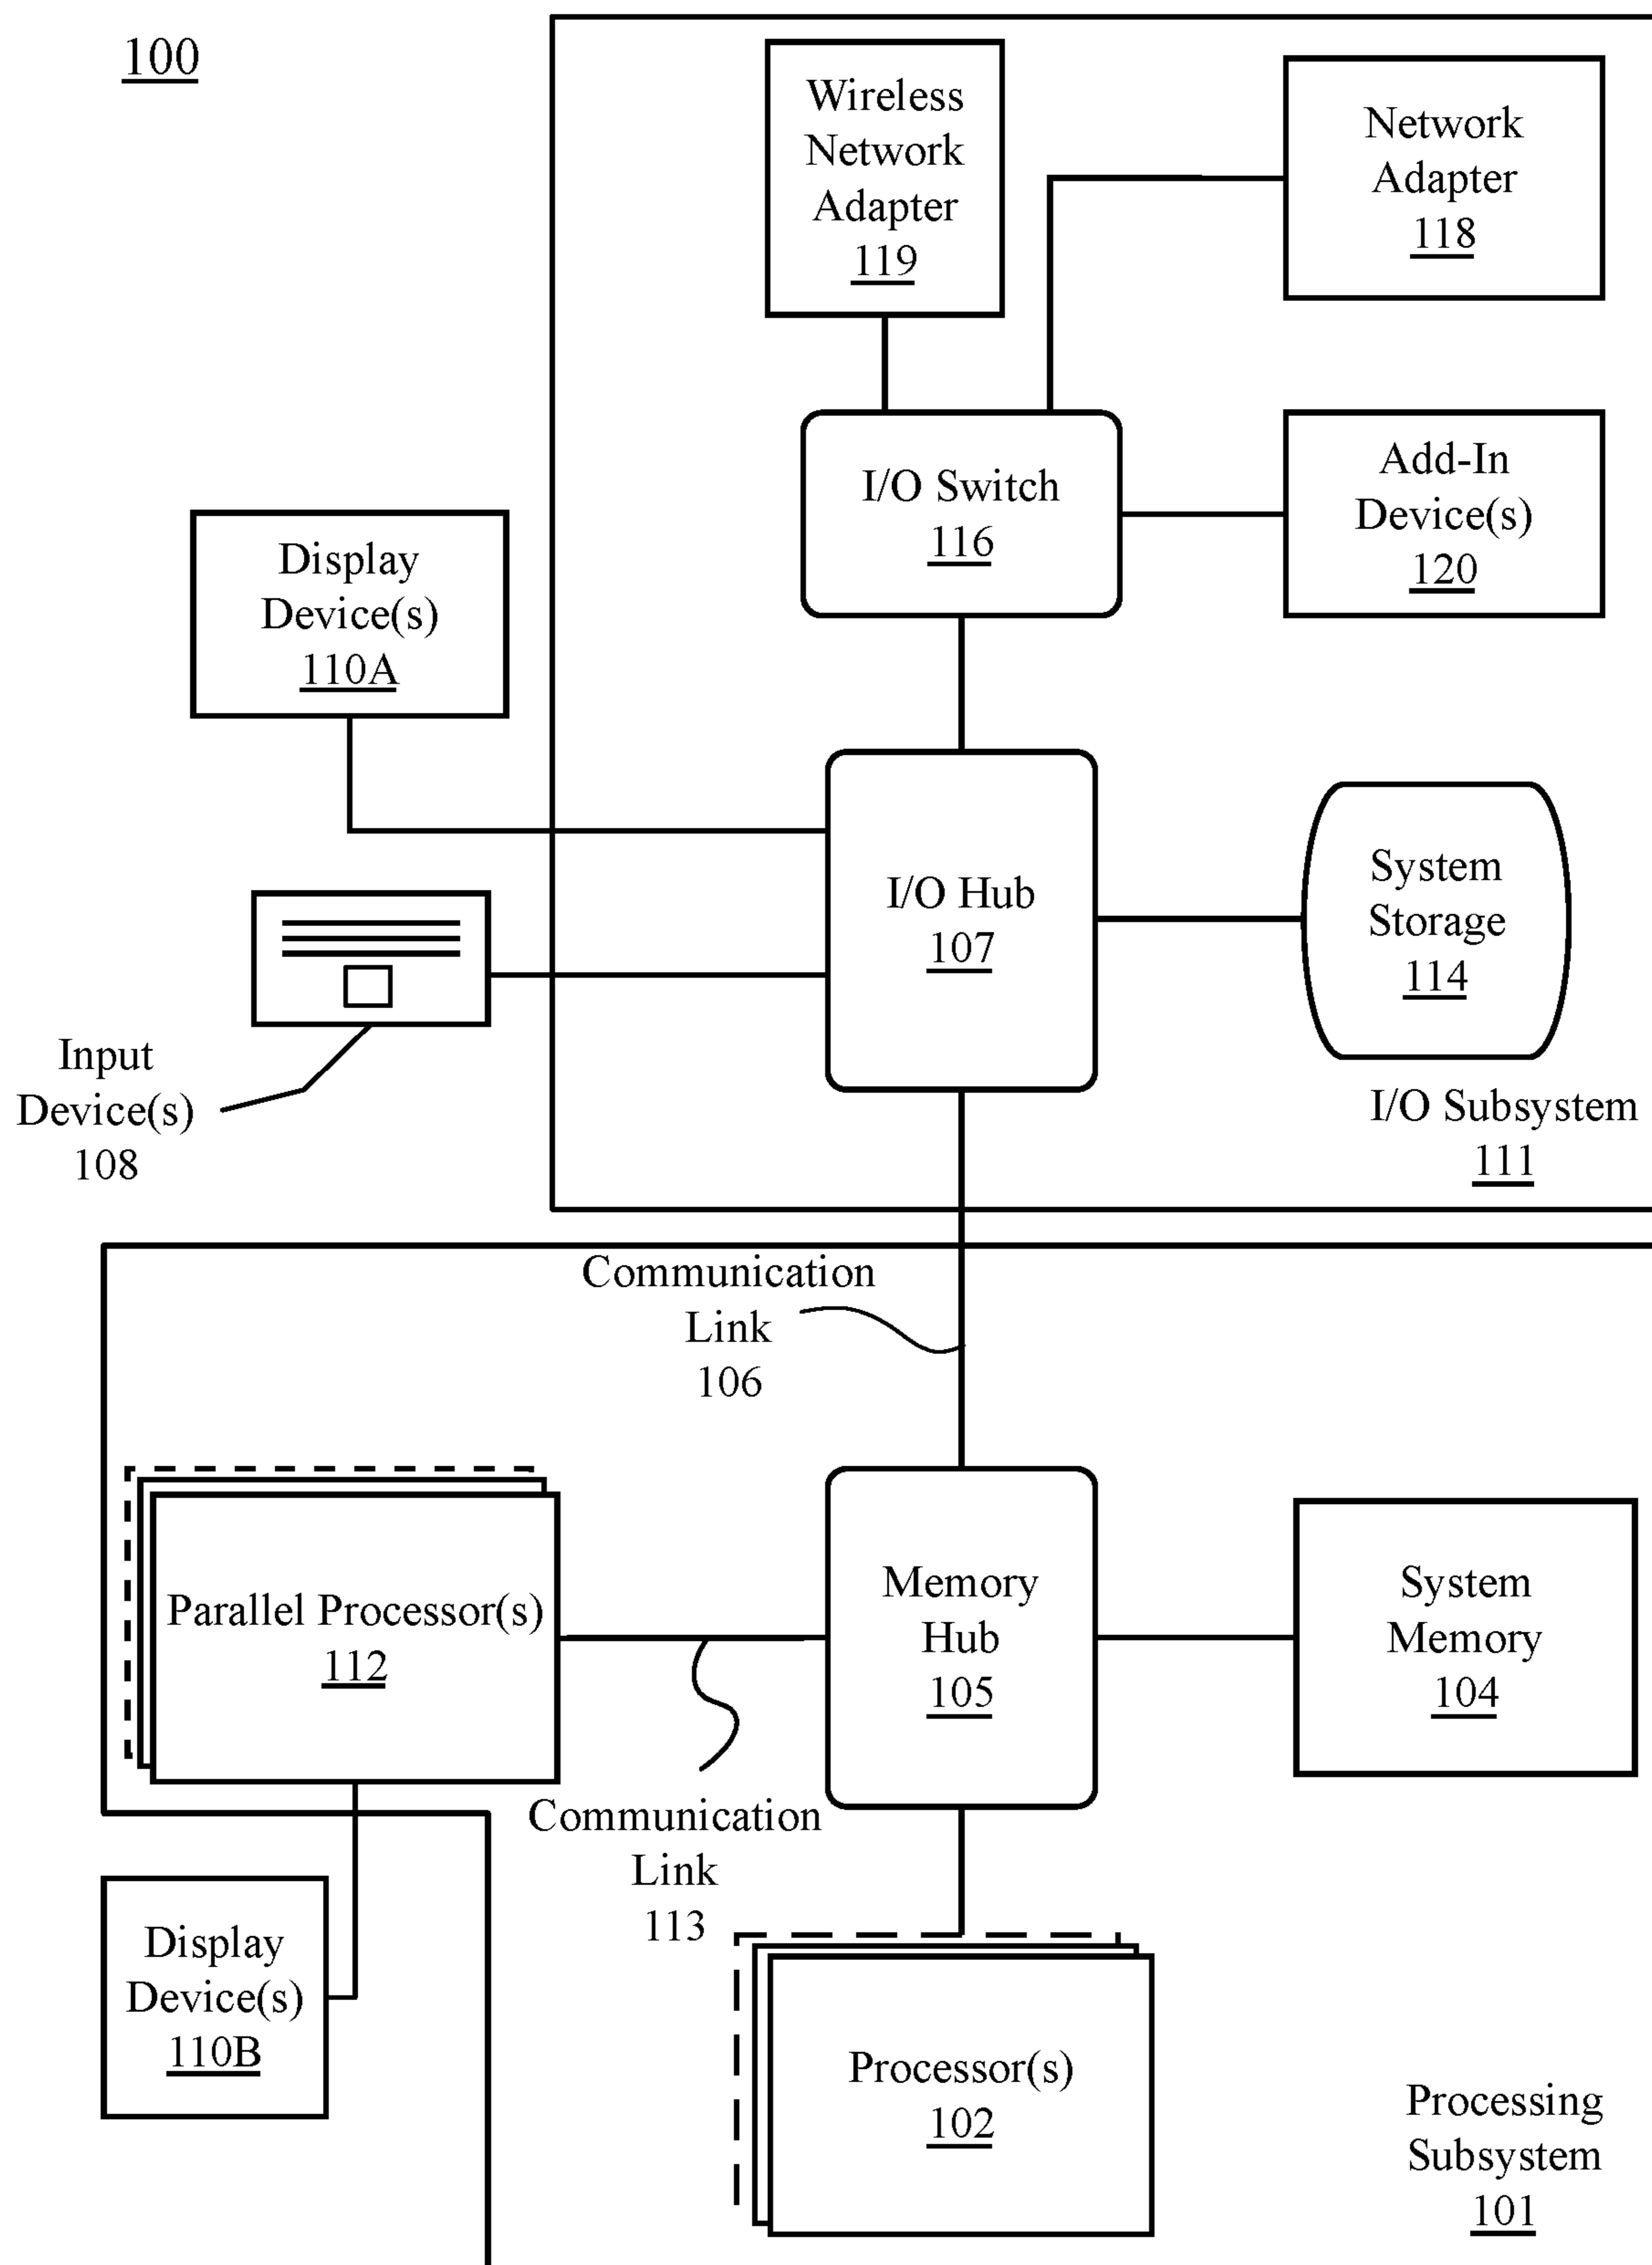 100
Wireless
Network
Adapter
119
Network
Adapter
118
I/O Switch
116
Add-In
Device(s)
120
Display
Device(s)
110A
I/O Hub
107
System
Storage
114
Input
Device(s)
108
I/O Subsystem
111
Communication
Link
106
Parallel Processor(s)
112
Memory
Hub
105
System
Memory
104
Communication
Link
113
Display
Device(s)
110B
Processor(s)
102
Processing
Subsystem
101